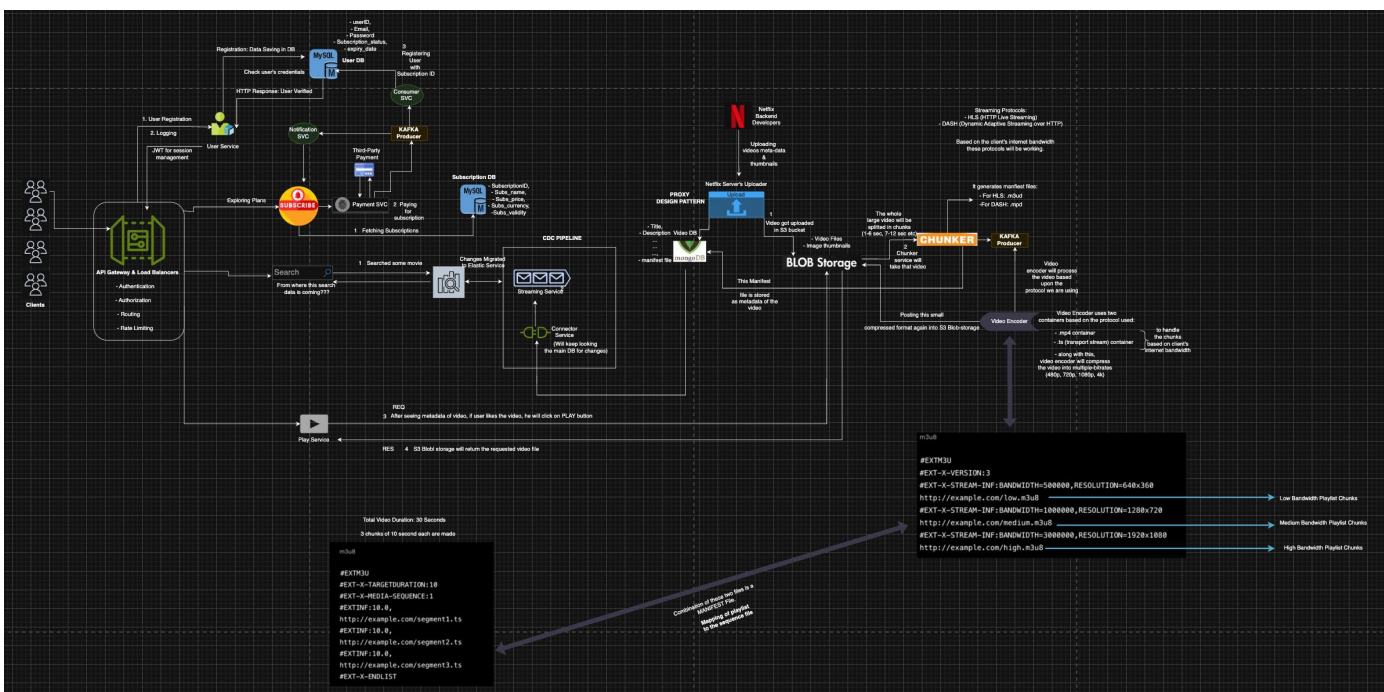 - userID,
- Email,
- Password
- Subscription_status,
- expiry_date
MySQL
User DB
Registration: Data Saving in DB
Check user's credentials
HTTP Response: User Verified
3
Registering
User
with
Subscription ID
Consumer
SVC
1. User Registration
2. Logging
User Service
JWT for session
management
Notification
SVC
KAFKA
Producer
Third-Party
Payment
Exploring Plans
SUBSCRIBE
Payment SVC
2 Paying
for
subscription
Subscription DB
MySQL
- SubscriptionID,
- Subs_name,
- Subs_price,
- Subs_currency,
- Subs_validity
1 Fetching Subscriptions
Clients
API Gateway & Load Balancers
- Authentication
- Authorization
- Routing
- Rate Limiting
Search
From where this search
data is coming???
1 Searched some movie
Changes Migrated
to Elastic Service
CDC PIPELINE
Streaming Service
Connector
Service
(Will keep looking
the main DB for changes)
REQ
3 After seeing metadata of video, if user likes the video, he will click on PLAY button
Play Service
RES 4 S3 Blobl storage will return the requested video file
Netflix
Backend
Developers
Uploading
videos meta-data
&
thumbnails
Netflix Server's Uploader
Upload
PROXY
DESIGN PATTERN
1
Video got uploaded
in S3 bucket
- Title,
- Description
...
...
...
- manifest file
Video DB
mongoDB
- Video Files
- Image thumbnails
BLOB Storage
The whole
large video will be
splitted in chunks
(1-6 sec, 7-12 sec etc)
2
Chunker
service will
take that video
CHUNKER
KAFKA
Producer
Streaming Protocols:
- HLS (HTTP Live Streaming)
- DASH (Dynamic Adaptive Streaming over HTTP)
Based on the client's internet bandwidth
these protocols will be working.
It generates manfiest files:
- For HLS: .m3u8
-For DASH: .mpd
Video
encoder will process
the video based
upon the
protocol we are using
This Manifest
file is stored
as metadata of the
video
Posting this small
compressed format again into S3 Blob-storage
Video Encoder
Video Encoder uses two
containers based on the protocol used:
- .mp4 container
- .ts (transport stream) container
- along with this,
video encoder will compress
the video into multiple-bitrates
(480p, 720p, 1080p, 4k)
to handle
the chunks
based on client's
internet bandwidth
m3u8
#EXTM3U
#EXT-X-VERSION:3
#EXT-X-STREAM-INF:BANDWIDTH=500000,RESOLUTION=640x360
http://example.com/low.m3u8
#EXT-X-STREAM-INF:BANDWIDTH=1000000,RESOLUTION=1280x720
http://example.com/medium.m3u8
#EXT-X-STREAM-INF:BANDWIDTH=3000000,RESOLUTION=1920x1080
http://example.com/high.m3u8
Low Bandwidth Playlist Chunks
Medium Bandwidth Playlist Chunks
High Bandwidth Playlist Chunks
Total Video Duration: 30 Seconds
3 chunks of 10 second each are made
m3u8
#EXTM3U
#EXT-X-TARGETDURATION:10
#EXT-X-MEDIA-SEQUENCE:1
#EXTINF:10.0,
http://example.com/segment1.ts
#EXTINF:10.0,
http://example.com/segment2.ts
#EXTINF:10.0,
http://example.com/segment3.ts
#EXT-X-ENDLIST
Combination of these two files is a
MANIFEST File.
Mapping of playlist
to the sequence file